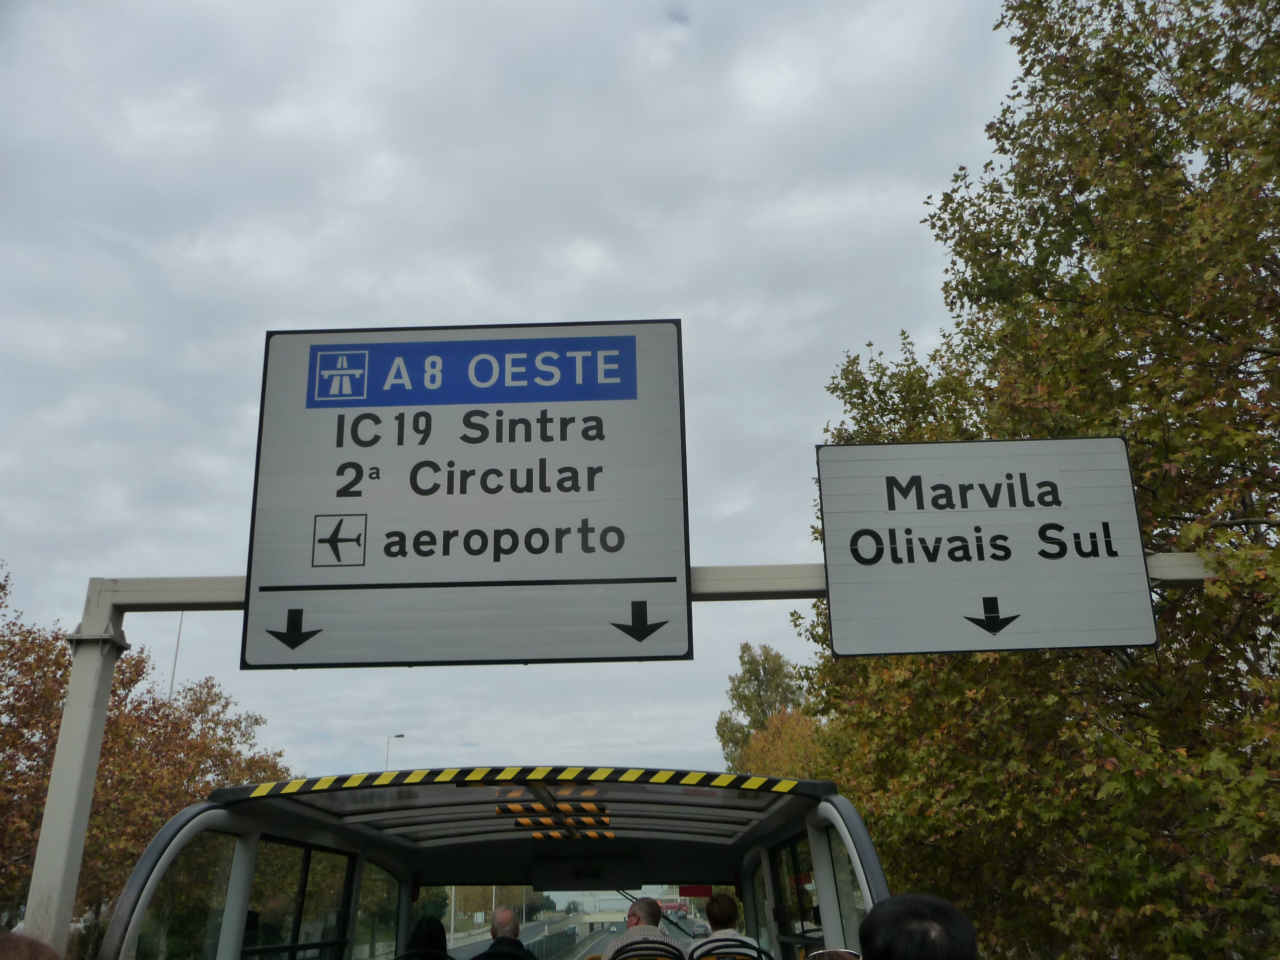 A8 OESTE
IC19 Sintra
2ª Circular
aeroporto
Marvila
Olivais Sul